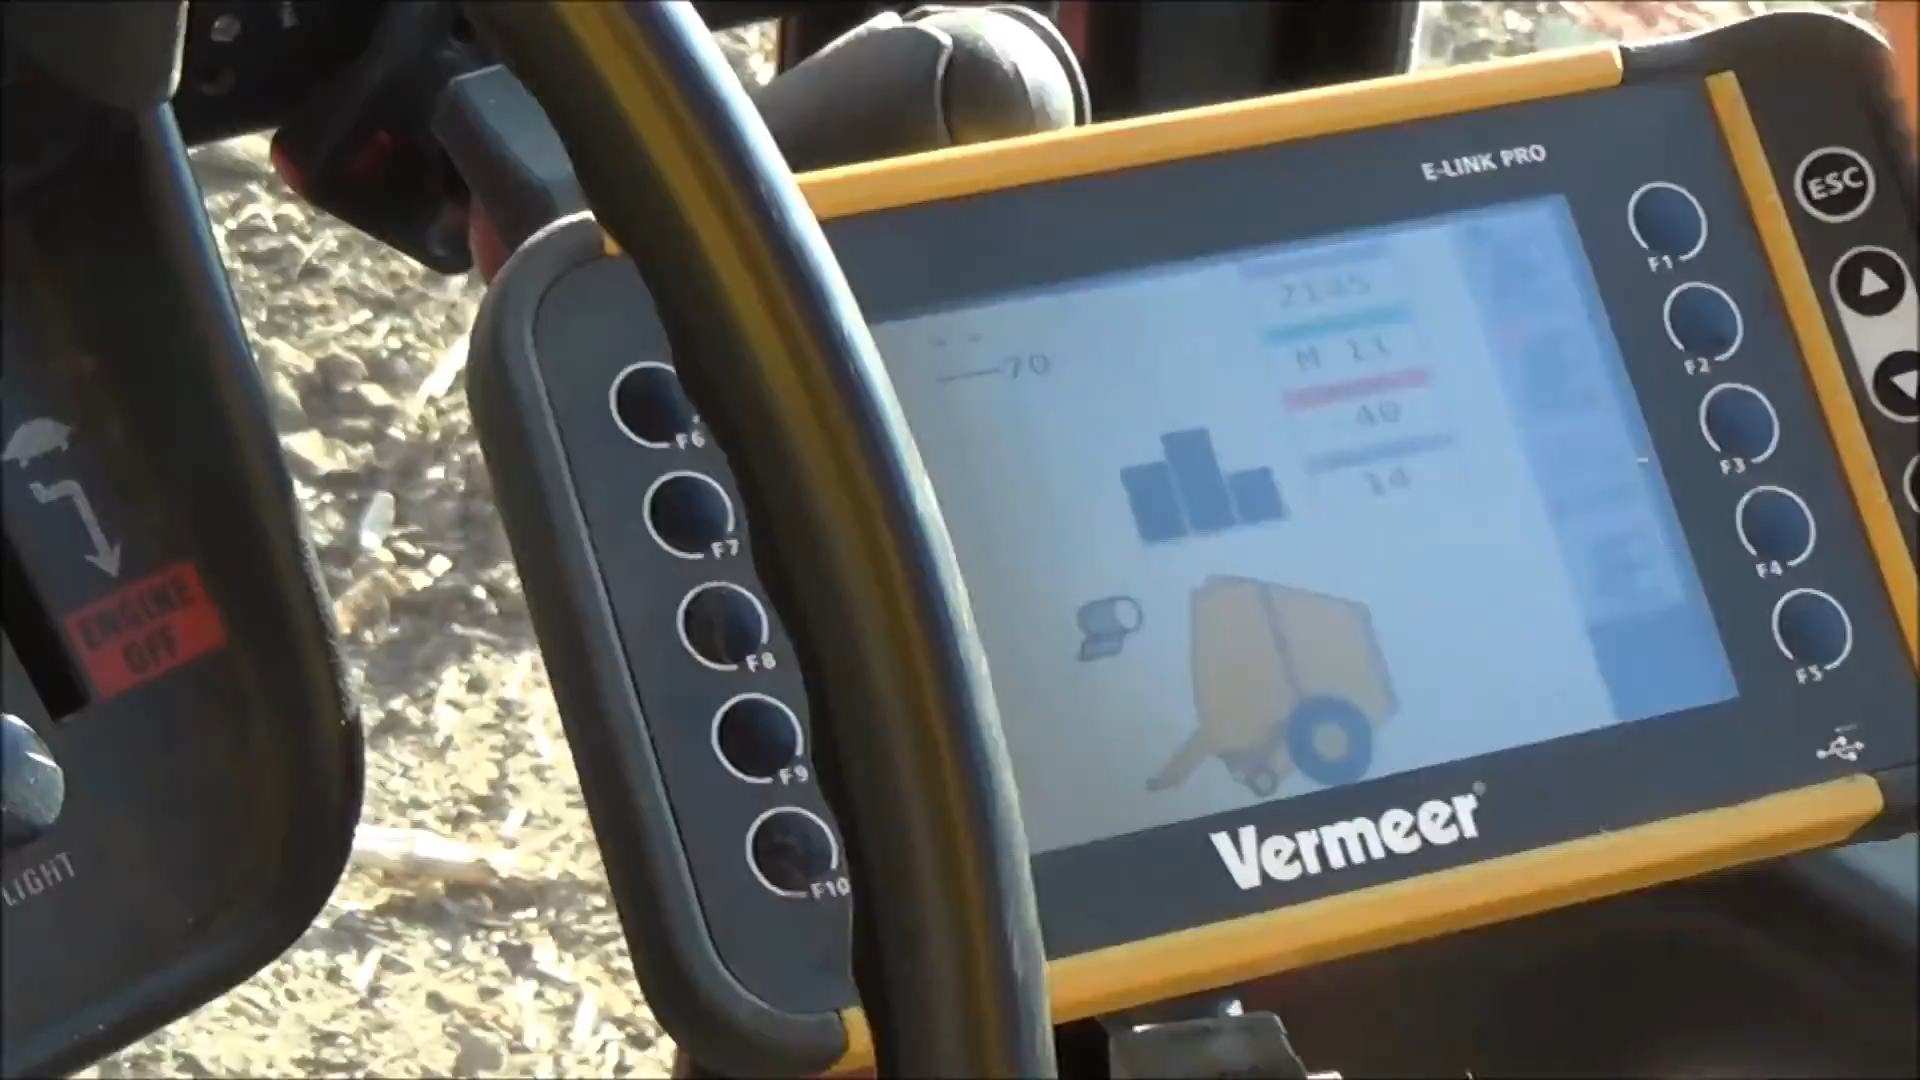 E-LINK PRO
ESC
F1
F2
F3
F4
F5
F6
F7
F8
F9
F10
2145
M 11
40
14
70
Vermeer®
ENGINE
OFF
LIGHT